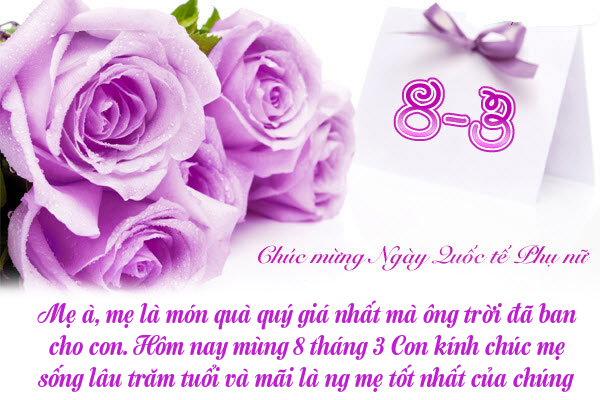 8-3
Chúc mừng Ngày Quốc tế Phụ nữ
Mẹ à, mẹ là món quà quý giá nhất mà ông trời đã ban
cho con. Hôm nay mùng 8 tháng 3 Con kính chúc mẹ
sống lâu trăm tuổi và mãi là ng mẹ tốt nhất của chúng